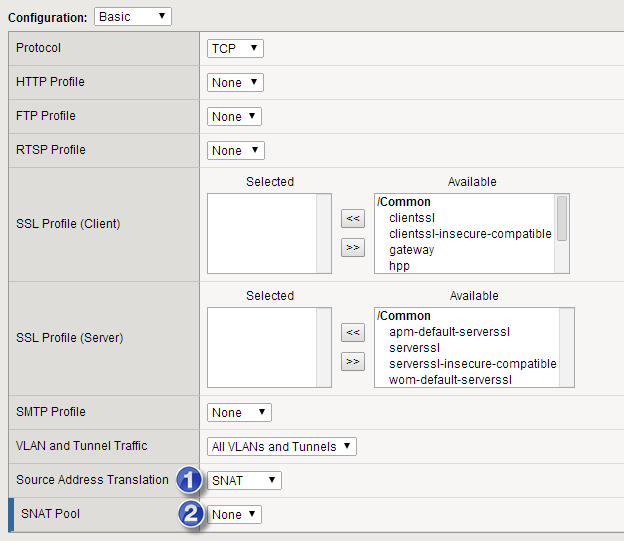 Configuration: Basic
Protocol TCP
HTTP Profile None
FTP Profile None
RTSP Profile None
Selected Available
SSL Profile (Client)
<<
>>
/Common
clientssl
clientssl-insecure-compatible
gateway
hpp
Selected Available
SSL Profile (Server)
<<
>>
/Common
apm-default-serverssl
serverssl
serverssl-insecure-compatible
wom-default-serverssl
SMTP Profile None
VLAN and Tunnel Traffic All VLANs and Tunnels
Source Address Translation 1 SNAT
SNAT Pool 2 None